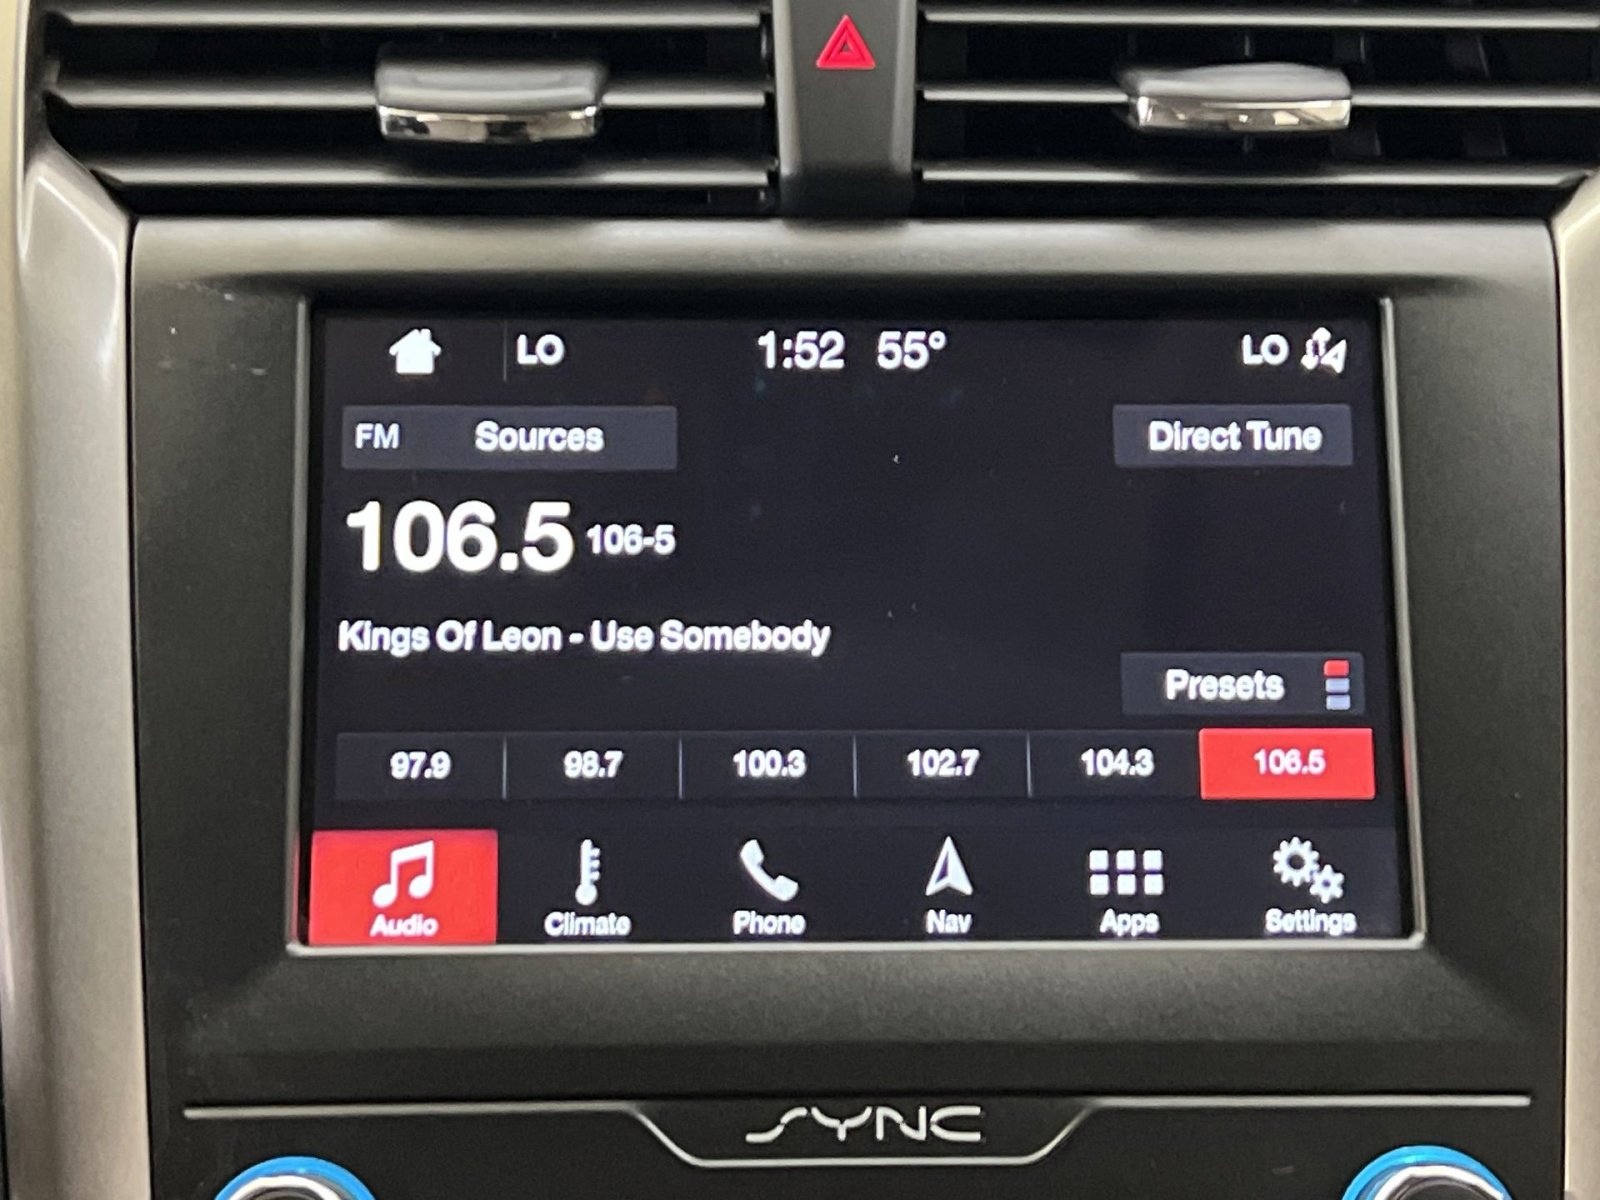 LO 1:52 55° LO
FM Sources Direct Tune
106.5 106-5
Kings Of Leon - Use Somebody
Presets
97.9 98.7 100.3 102.7 104.3 106.5
Audio Climate Phone Nav Apps Settings
SYNC